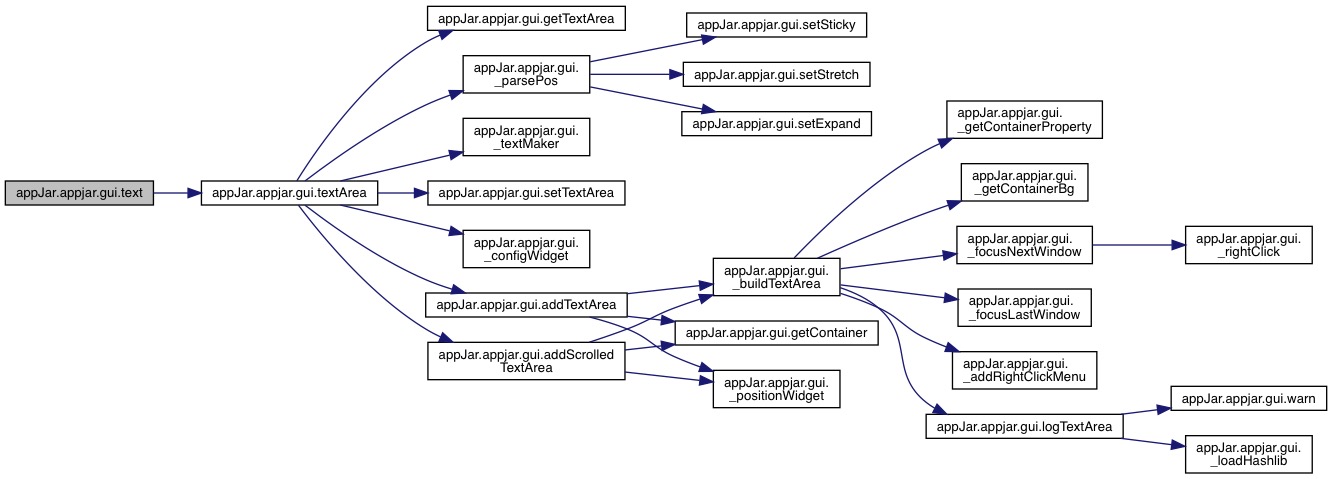 appJar.appjar.gui.text
appJar.appjar.gui.textArea
appJar.appjar.gui.getTextArea
appJar.appjar.gui.
_parsePos
appJar.appjar.gui.
_textMaker
appJar.appjar.gui.setTextArea
appJar.appjar.gui.
_configWidget
appJar.appjar.gui.addTextArea
appJar.appjar.gui.addScrolled
TextArea
appJar.appjar.gui.setSticky
appJar.appjar.gui.setStretch
appJar.appjar.gui.setExpand
appJar.appjar.gui.
_buildTextArea
appJar.appjar.gui.getContainer
appJar.appjar.gui.
_positionWidget
appJar.appjar.gui.
_getContainerProperty
appJar.appjar.gui.
_getContainerBg
appJar.appjar.gui.
_focusNextWindow
appJar.appjar.gui.
_focusLastWindow
appJar.appjar.gui.
_addRightClickMenu
appJar.appjar.gui.logTextArea
appJar.appjar.gui.
_rightClick
appJar.appjar.gui.warn
appJar.appjar.gui.
_loadHashlib